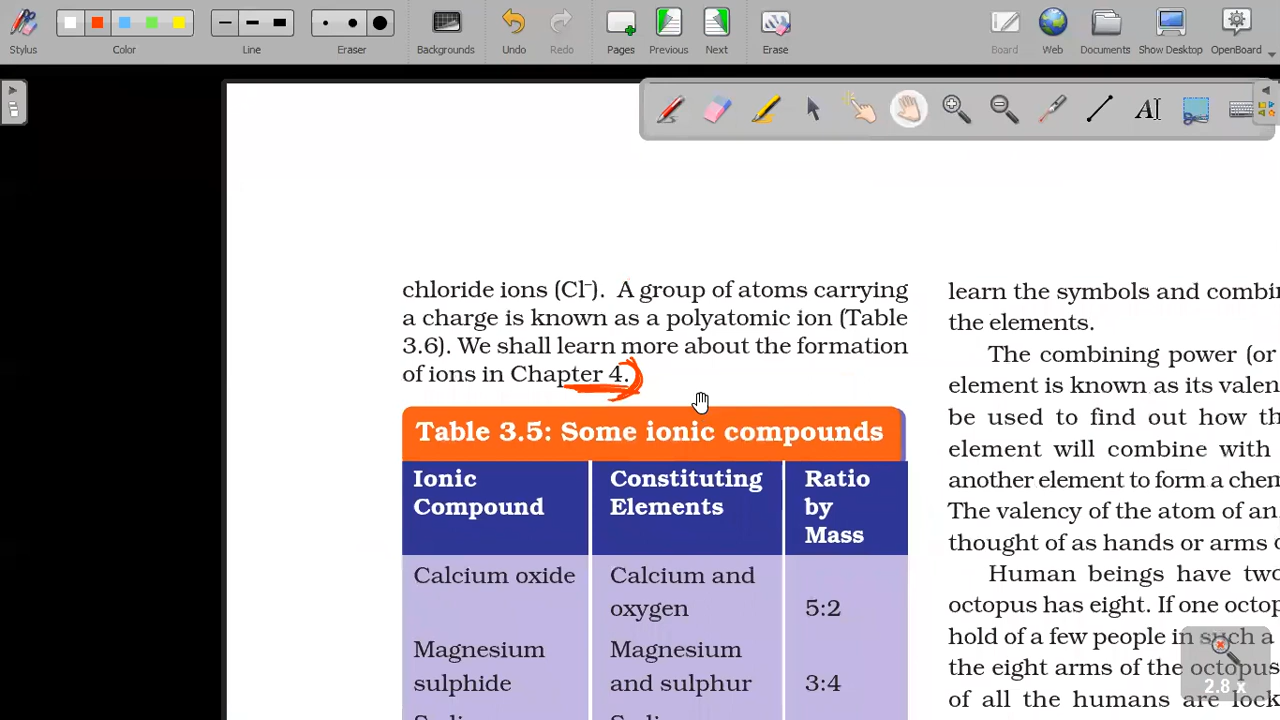 Stylus
Color
Line
Eraser
Backgrounds
Undo
Redo
Pages
Previous
Next
Erase
Board
Web
Documents
Show Desktop
OpenBoard
AI
chloride ions (Cl⁻). A group of atoms carrying
a charge is known as a polyatomic ion (Table
3.6). We shall learn more about the formation
of ions in Chapter 4.
Table 3.5: Some ionic compounds
Ionic
Compound
Constituting
Elements
Ratio
by
Mass
Calcium oxide
Calcium and
oxygen
5:2
Magnesium
sulphide
Magnesium
and sulphur
3:4
learn the symbols and combi
the elements.
The combining power (or
element is known as its valen
be used to find out how th
element will combine with
another element to form a chem
The valency of the atom of an
thought of as hands or arms o
Human beings have two
octopus has eight. If one octop
hold of a few people in such a
the eight arms of the octopus
of all the humans are lock
2.8 x